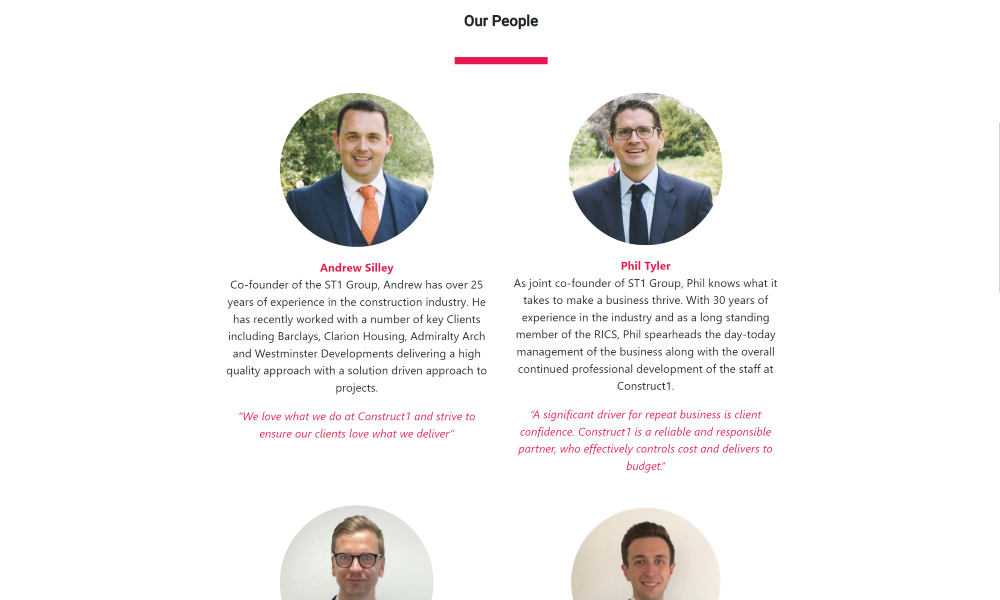 Our People
Andrew Silley
Co-founder of the ST1 Group, Andrew has over 25
years of experience in the construction industry. He
has recently worked with a number of key Clients
including Barclays, Clarion Housing, Admiralty Arch
and Westminster Developments delivering a high
quality approach with a solution driven approach to
projects.
“We love what we do at Construct1 and strive to
ensure our clients love what we deliver”
Phil Tyler
As joint co-founder of ST1 Group, Phil knows what it
takes to make a business thrive. With 30 years of
experience in the industry and as a long standing
member of the RICS, Phil spearheads the day-today
management of the business along with the overall
continued professional development of the staff at
Construct1.
“A significant driver for repeat business is client
confidence. Construct1 is a reliable and responsible
partner, who effectively controls cost and delivers to
budget.”